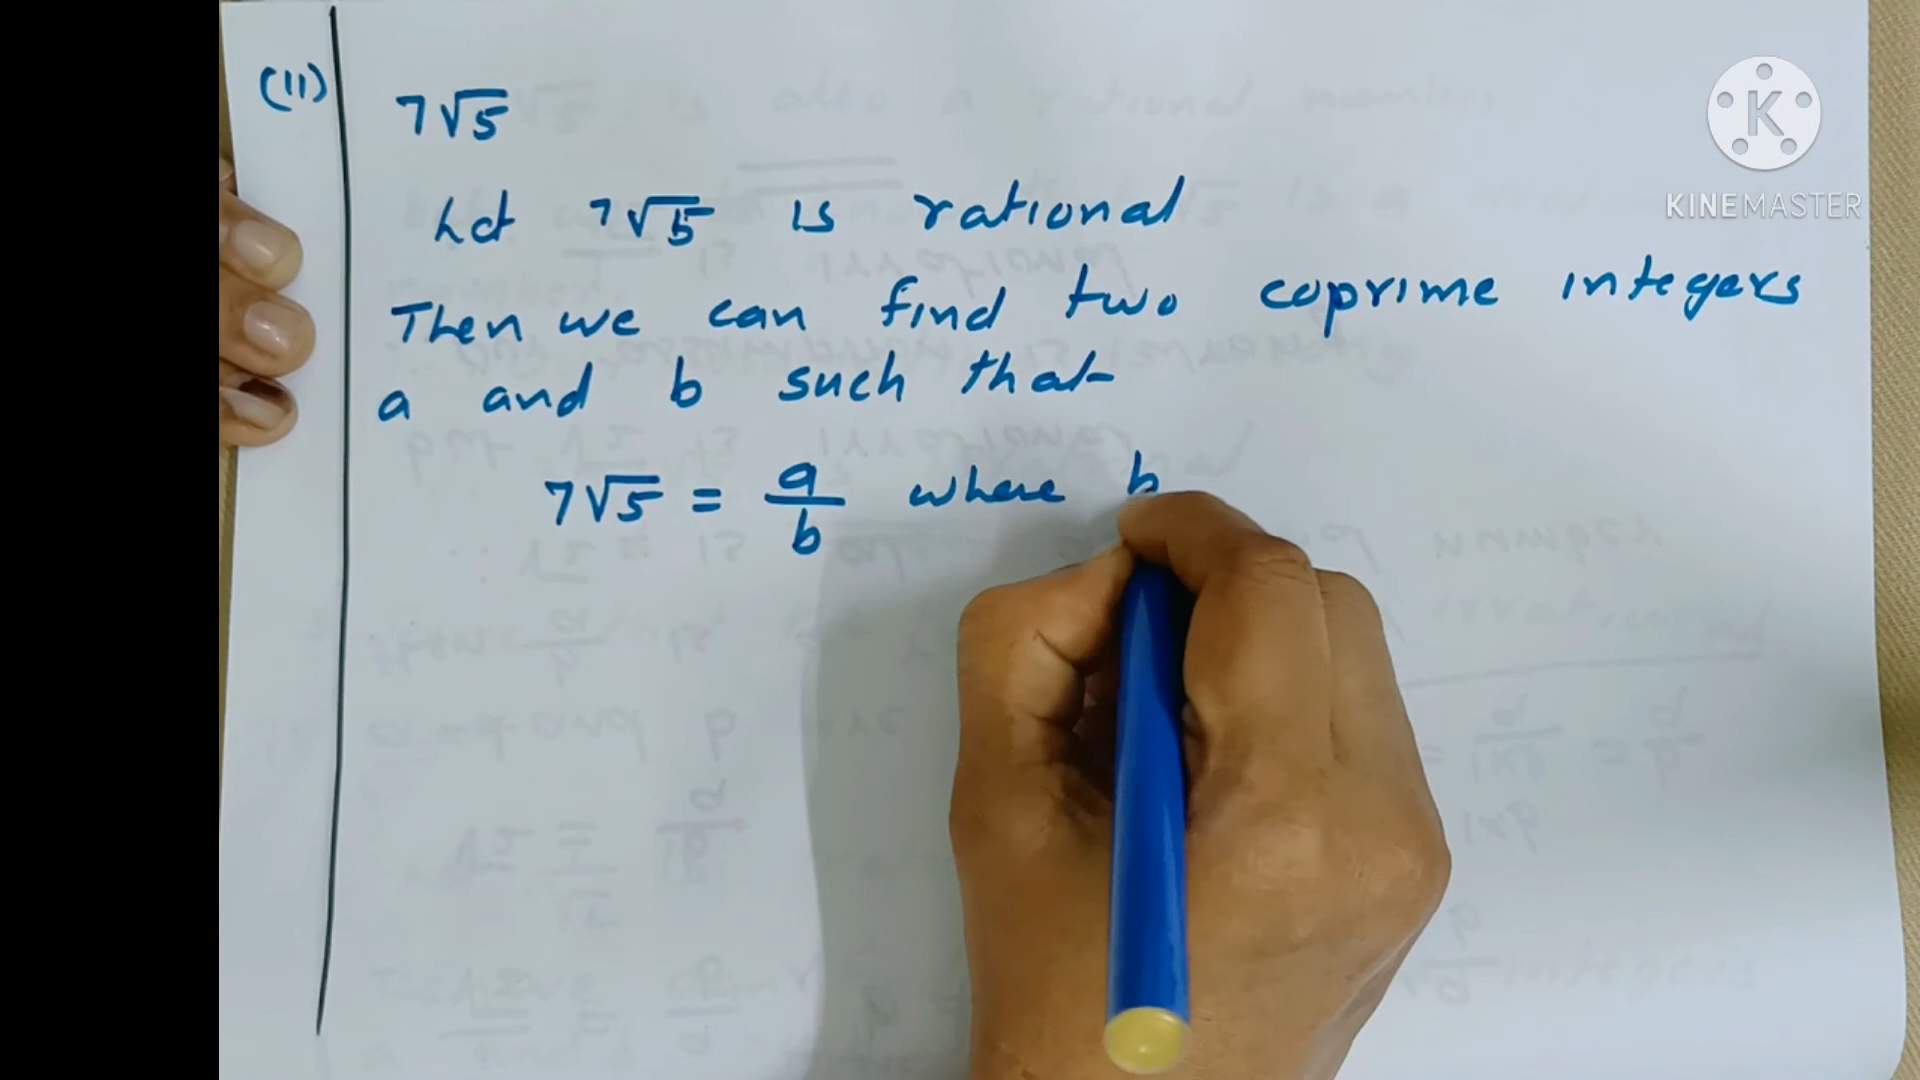 (11)
7√5
Let 7√5 is rational
Then we can find two coprime integers
a and b such that
7√5 = a/b where b
K
KINEMASTER